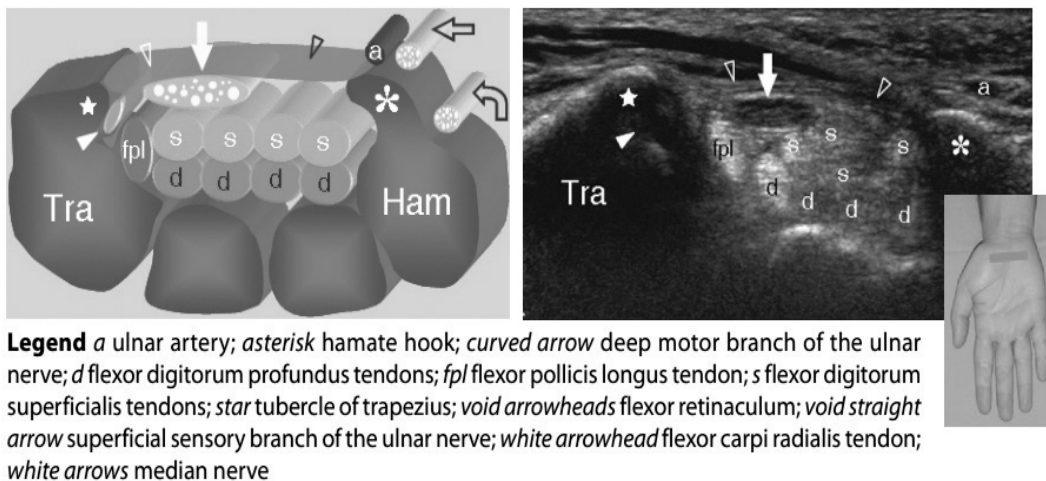 a
fpl
s s s s
d d d d
Tra
Ham
a
fpl
s s s
d s
d d d
Tra
Legend a ulnar artery; asterisk hamate hook; curved arrow deep motor branch of the ulnar
nerve; d flexor digitorum profundus tendons; fpl flexor pollicis longus tendon; s flexor digitorum
superficialis tendons; star tubercle of trapezius; void arrowheads flexor retinaculum; void straight
arrow superficial sensory branch of the ulnar nerve; white arrowhead flexor carpi radialis tendon;
white arrows median nerve